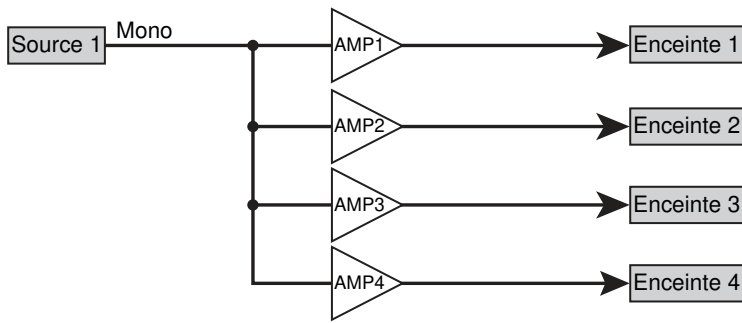 Source 1
Mono
AMP1
Enceinte 1
AMP2
Enceinte 2
AMP3
Enceinte 3
AMP4
Enceinte 4